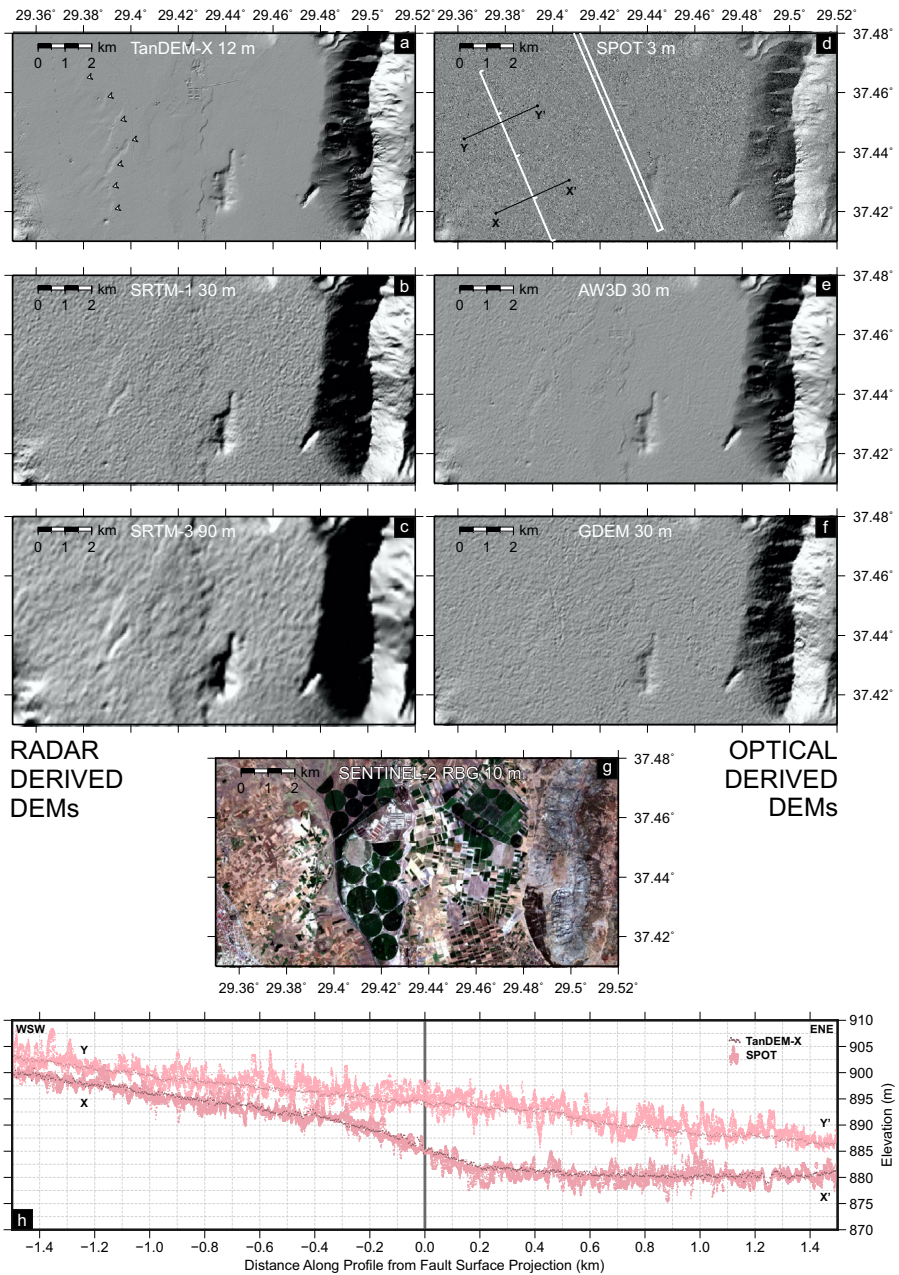 29.36˚ 29.38˚ 29.4˚ 29.42˚ 29.44˚ 29.46˚ 29.48˚ 29.5˚ 29.52˚ 29.36˚ 29.38˚ 29.4˚ 29.42˚ 29.44˚ 29.46˚ 29.48˚ 29.5˚ 29.52˚
km TanDEM-X 12 m a
0 1 2
km SPOT 3 m d
0 1 2
37.48˚
37.46˚
37.44˚
37.42˚
Y Y'
X X'
km SRTM-1 30 m b
0 1 2
km AW3D 30 m e
0 1 2
37.48˚
37.46˚
37.44˚
37.42˚
km SRTM-3 90 m c
0 1 2
km GDEM 30 m f
0 1 2
37.48˚
37.46˚
37.44˚
37.42˚
RADAR
DERIVED
DEMs
OPTICAL
DERIVED
DEMs
km SENTINEL-2 RBG 10 m g
0 1 2
37.48˚
37.46˚
37.44˚
37.42˚
29.36˚ 29.38˚ 29.4˚ 29.42˚ 29.44˚ 29.46˚ 29.48˚ 29.5˚ 29.52˚
WSW ENE
TanDEM-X
SPOT
Y
X
Y'
X'
910
905
900
895
890
885
880
875
870
Elevation (m)
h
−1.4 −1.2 −1.0 −0.8 −0.6 −0.4 −0.2 0.0 0.2 0.4 0.6 0.8 1.0 1.2 1.4
Distance Along Profile from Fault Surface Projection (km)